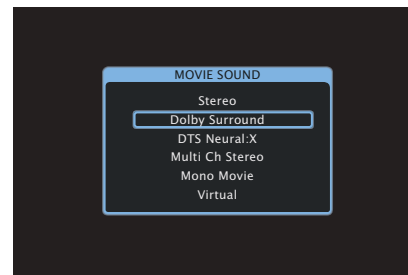 MOVIE SOUND
Stereo
Dolby Surround
DTS Neural:X
Multi Ch Stereo
Mono Movie
Virtual